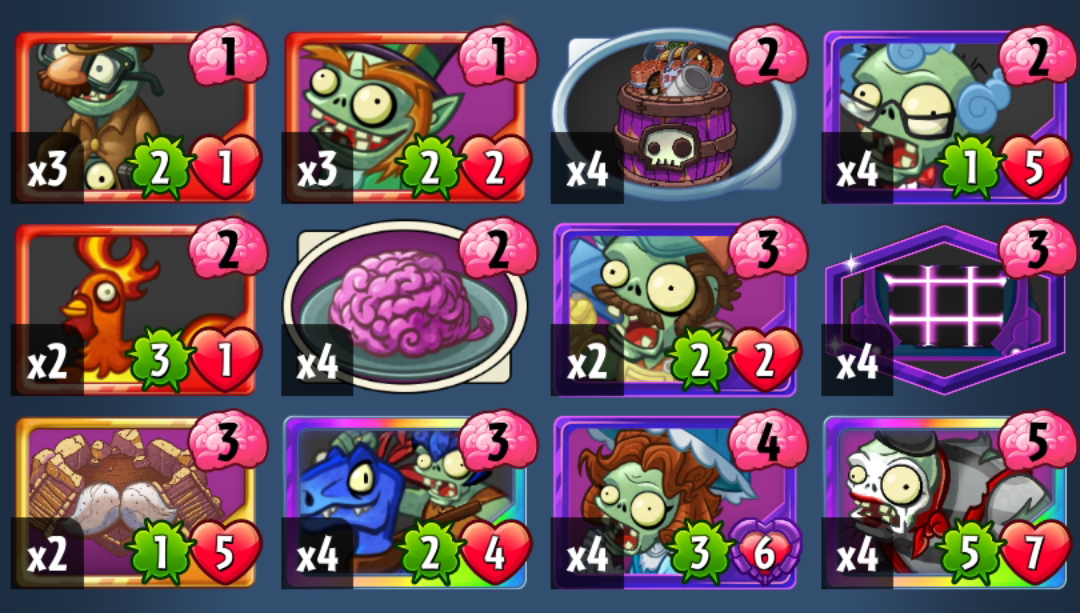 1 1 2 2
x3 2 1 x3 2 2 x4 x4 1 5
2 2 3 3
x2 3 1 x4 x2 2 2 x4
3 3 4 5
x2 1 5 x4 2 4 x4 3 6 x4 5 7